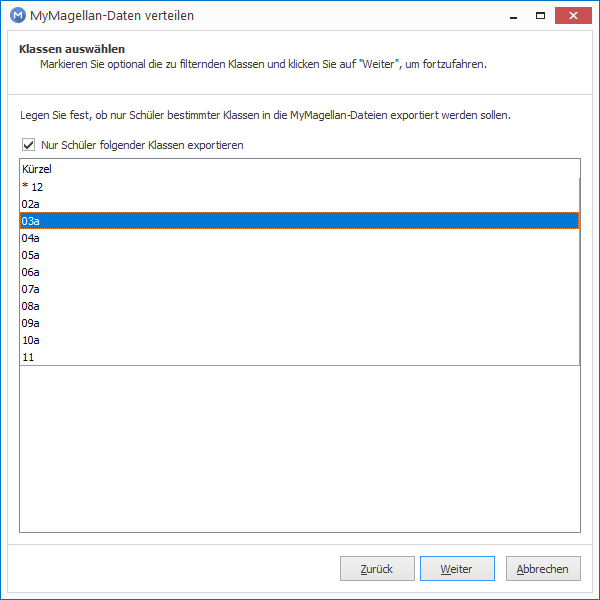 MyMagellan-Daten verteilen
Klassen auswählen
Markieren Sie optional die zu filternden Klassen und klicken Sie auf "Weiter", um fortzufahren.
Legen Sie fest, ob nur Schüler bestimmter Klassen in die MyMagellan-Dateien exportiert werden sollen.
Nur Schüler folgender Klassen exportieren
Kürzel
* 12
02a
03a
04a
05a
06a
07a
08a
09a
10a
11
Zurück
Weiter
Abbrechen